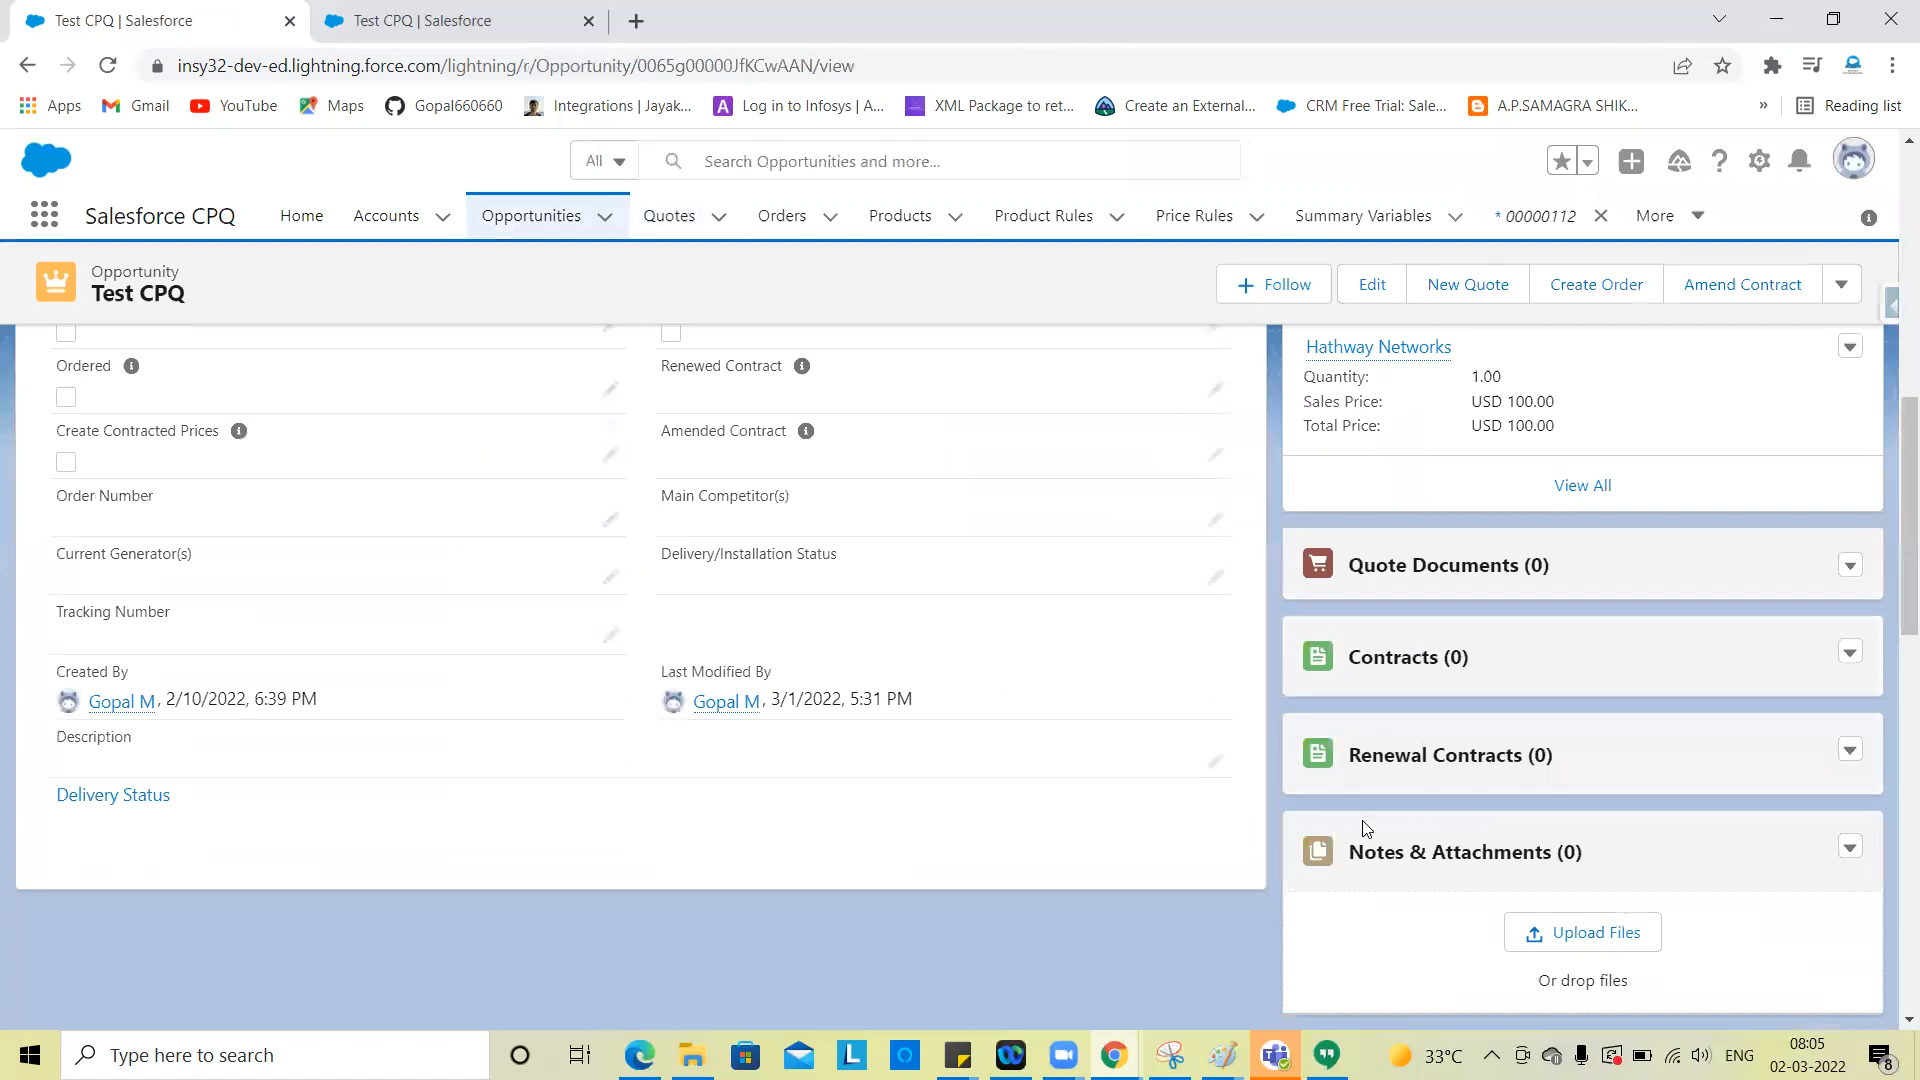 Test CPQ | Salesforce
Test CPQ | Salesforce
insy32-dev-ed.lightning.force.com/lightning/r/Opportunity/0065g00000JfKCwAAN/view
Apps
Gmail
YouTube
Maps
Gopal660060
Integrations | Jayak...
Log in to Infosys | A...
XML Package to ret...
Create an External...
CRM Free Trial: Sale...
A.P.SAMAGRA SHIK...
»
Reading list
All
Search Opportunities and more...
Salesforce CPQ
Home
Accounts
Opportunities
Quotes
Orders
Products
Product Rules
Price Rules
Summary Variables
* 00000112
More
Opportunity
Test CPQ
Follow
Edit
New Quote
Create Order
Amend Contract
Ordered
Renewed Contract
Create Contracted Prices
Amended Contract
Order Number
Main Competitor(s)
Current Generator(s)
Delivery/Installation Status
Tracking Number
Created By
Gopal M, 2/10/2022, 6:39 PM
Last Modified By
Gopal M, 3/1/2022, 5:31 PM
Description
Delivery Status
Hathway Networks
Quantity: 1.00
Sales Price: USD 100.00
Total Price: USD 100.00
View All
Quote Documents (0)
Contracts (0)
Renewal Contracts (0)
Notes & Attachments (0)
Upload Files
Or drop files
Type here to search
33°C
ENG
08:05
02-03-2022
8